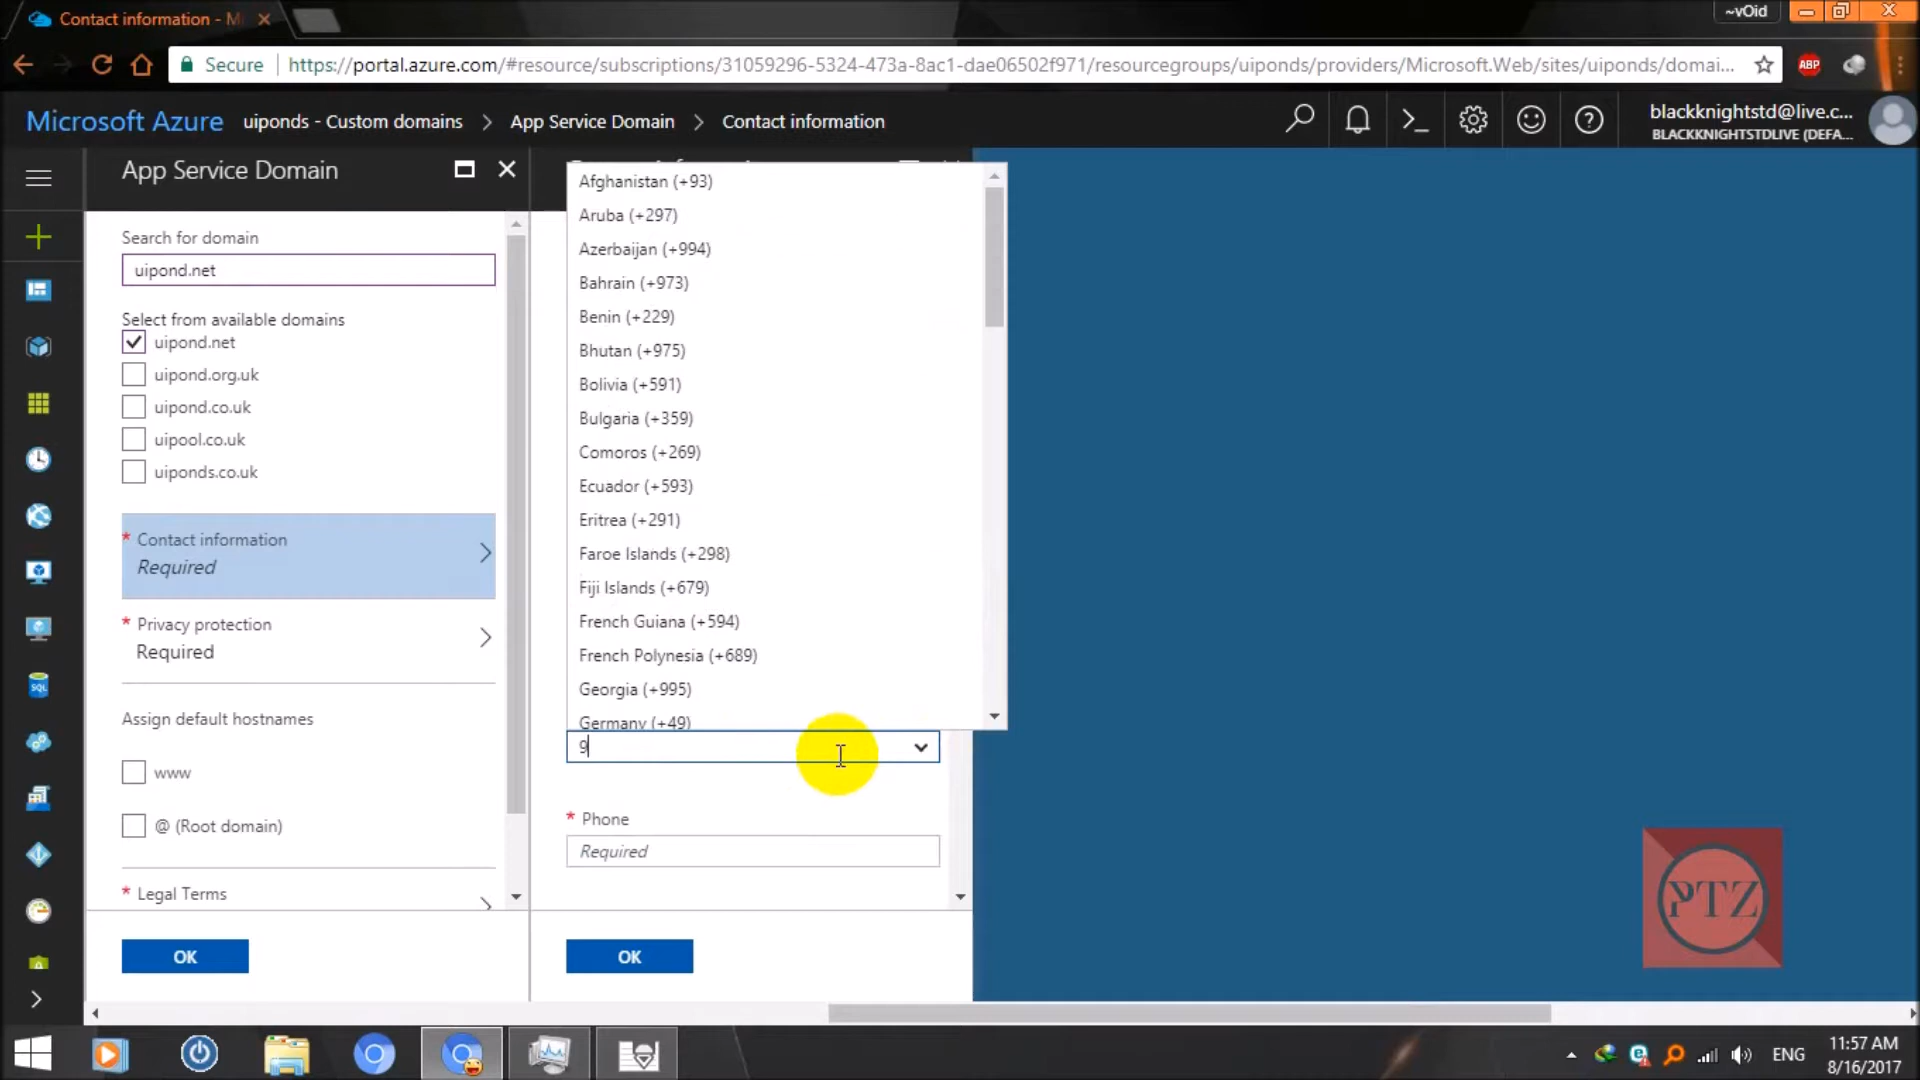 Contact information - M
~vOid
Secure
https://portal.azure.com/#resource/subscriptions/31059296-5324-473a-8ac1-dae06502f971/resourcegroups/uiponds/providers/Microsoft.Web/sites/uiponds/domai...
ABP
Microsoft Azure
uiponds - Custom domains > App Service Domain > Contact information
blackknightstd@live.c...
BLACKKNIGHTSTDLIVE (DEFA...
App Service Domain
Search for domain
uipond.net
Select from available domains
uipond.net
uipond.org.uk
uipond.co.uk
uipool.co.uk
uiponds.co.uk
* Contact information
Required
* Privacy protection
Required
Assign default hostnames
www
@ (Root domain)
* Legal Terms
OK
Afghanistan (+93)
Aruba (+297)
Azerbaijan (+994)
Bahrain (+973)
Benin (+229)
Bhutan (+975)
Bolivia (+591)
Bulgaria (+359)
Comoros (+269)
Ecuador (+593)
Eritrea (+291)
Faroe Islands (+298)
Fiji Islands (+679)
French Guiana (+594)
French Polynesia (+689)
Georgia (+995)
Germany (+49)
9
* Phone
Required
OK
SQL
PTZ
ENG
11:57 AM
8/16/2017